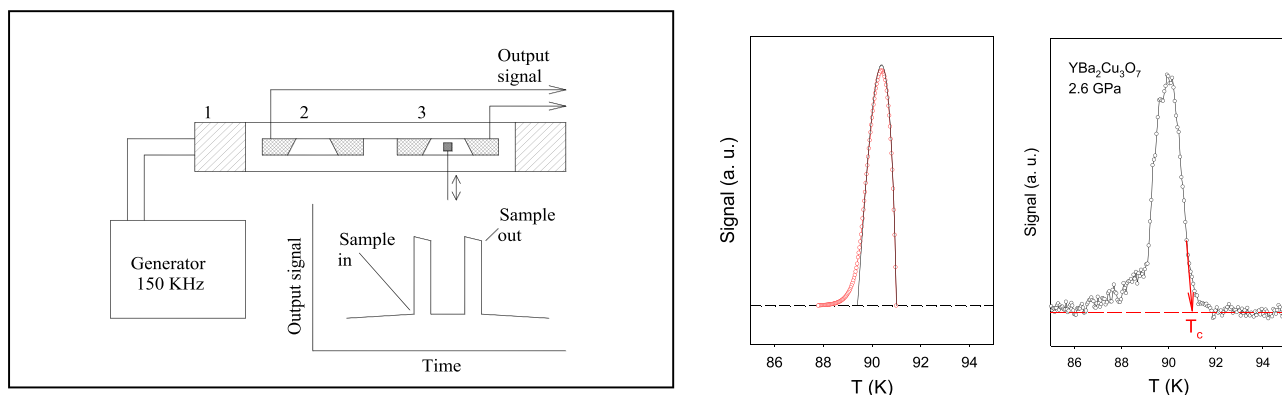 Output
signal
1
2
3
Generator
150 KHz
Output signal
Sample
in
Sample
out
Time
Signal (a. u.)
86 88 90 92 94
T (K)
YBa₂Cu₃O₇
2.6 GPa
Signal (a. u.)
T_c
86 88 90 92 94
T (K)